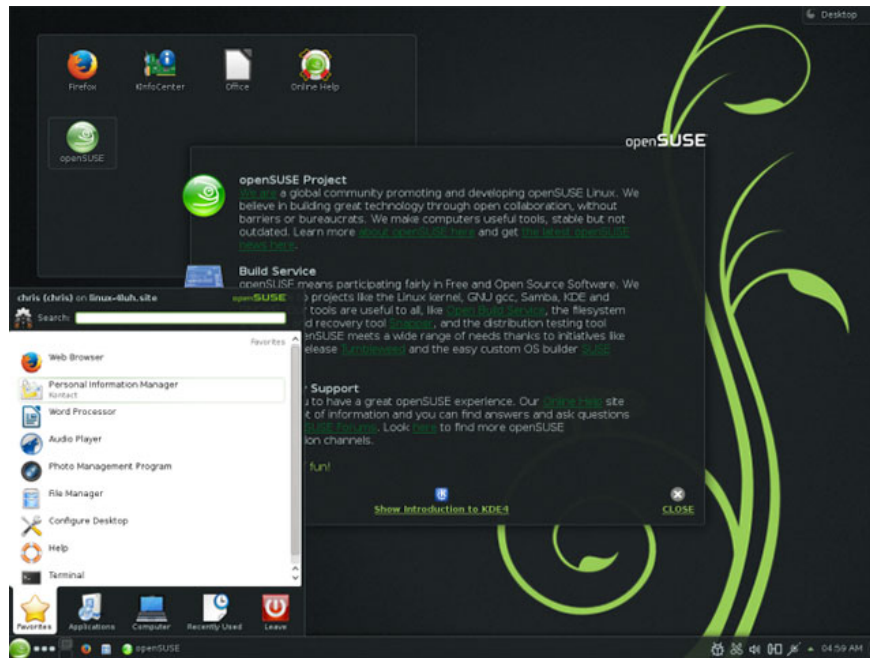 Desktop
Firefox
KInfoCenter
Office
Online Help
openSUSE
openSUSE
openSUSE Project
We are a global community promoting and developing openSUSE Linux. We
believe in building great technology through open collaboration, without
barriers or bureaucrats. We make computers useful tools, stable but not
outdated. Learn more about openSUSE here and get the latest openSUSE
news here.
Build Service
openSUSE means participating fairly in Free and Open Source Software. We
projects like the Linux kernel, GNU gcc, Samba, KDE and
tools are useful to all, like Open Build Service, the filesystem
d recovery tool Snapper, and the distribution testing tool
enSUSE meets a wide range of needs thanks to initiatives like
elease Tumbleweed and the easy custom OS builder SUSE
Support
u to have a great openSUSE experience. Our Online Help site
t of information and you can find answers and ask questions
SUSE Forums. Look here to find more openSUSE
ion channels.
fun!
Show Introduction to KDE4
CLOSE
chris (chris) on linux-4luh.site
openSUSE
Search:
Favorites
Web Browser
Personal Information Manager
Kontact
Word Processor
Audio Player
Photo Management Program
File Manager
Configure Desktop
Help
Terminal
Favorites
Applications
Computer
Recently Used
Leave
openSUSE
04:59 AM